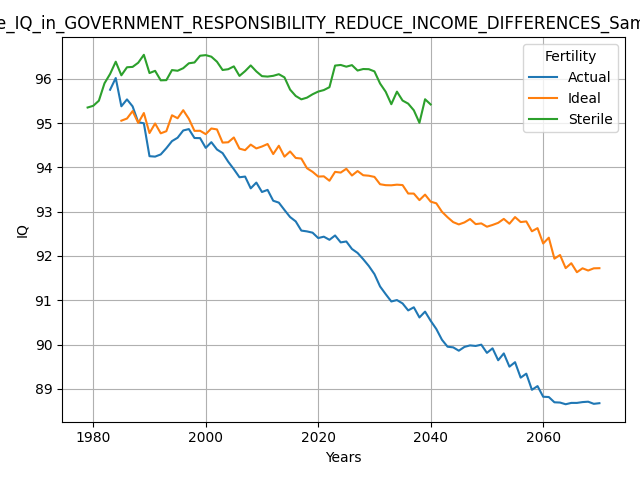 e_IQ_in_GOVERNMENT_RESPONSIBILITY_REDUCE_INCOME_DIFFERENCES_Sam
Fertility
Actual
Ideal
Sterile
96
95
94
93
92
91
90
89
IQ
1980 2000 2020 2040 2060
Years